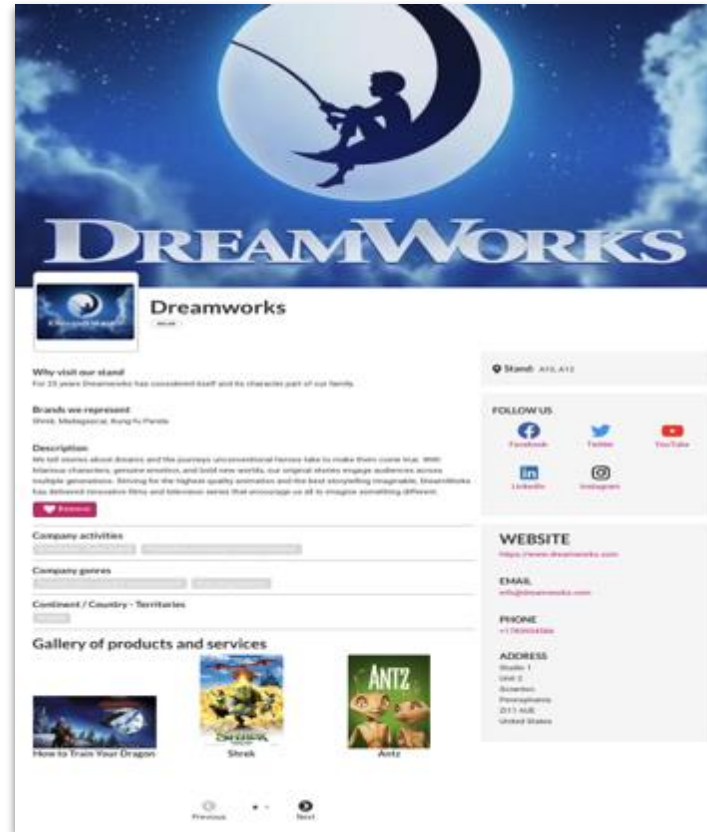 DREAMWORKS
Dreamworks
Why visit our stand
For 25 years Dreamworks has considered itself and its character part of our family.
Brands we represent
Shrek, Madagascar, Kung Fu Panda
Description
We tell stories about dreams and the journeys unconventional heroes take to make them come true. With
hilarious characters, genuine emotion, and bold new worlds, our original stories engage audiences across
multiple generations. Striving for the highest quality animation and the best storytelling imaginable, DreamWorks
has delivered innovative films and television series that encourage us all to imagine something different.
Remove
Company activities
Company genres
Continent / Country - Territories
Gallery of products and services
ANTZ
How to Train Your Dragon
Shrek
Antz
Previous
Next
Stand: A10, A12
FOLLOW US
Facebook
Twitter
YouTube
LinkedIn
Instagram
WEBSITE
https://www.dreamworks.com
EMAIL
info@dreamworks.com
PHONE
ADDRESS
Studio 1
Unit 2
Scranton
Pennsylvania
United States